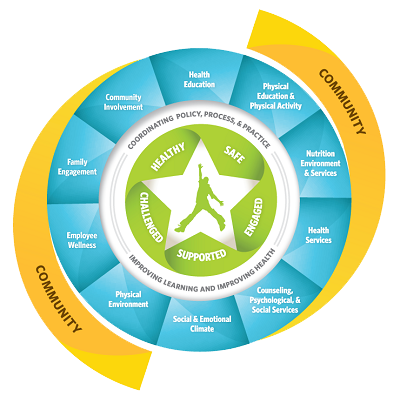 COMMUNITY
Health
Education
Physical
Education &
Physical Activity
Nutrition
Environment
& Services
Health
Services
Counseling,
Psychological, &
Social Services
Social & Emotional
Climate
Physical
Environment
Employee
Wellness
Family
Engagement
Community
Involvement
COORDINATING POLICY, PROCESS, & PRACTICE
IMPROVING LEARNING AND IMPROVING HEALTH
HEALTHY
SAFE
ENGAGED
SUPPORTED
CHALLENGED
COMMUNITY